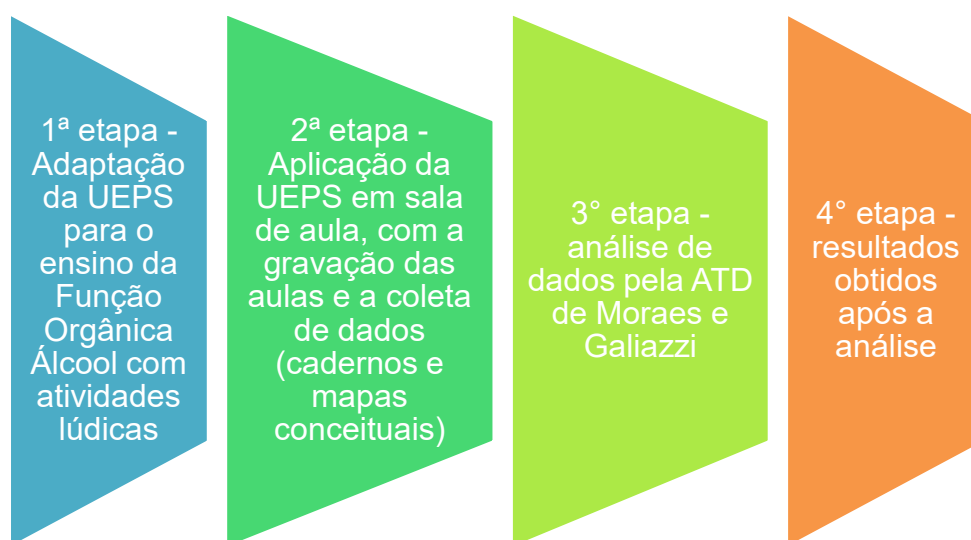 1ª etapa -
Adaptação
da UEPS
para o
ensino da
Função
Orgânica
Álcool com
atividades
lúdicas
2ª etapa -
Aplicação da
UEPS em sala
de aula, com a
gravação das
aulas e a coleta
de dados
(cadernos e
mapas
conceituais)
3° etapa -
análise de
dados pela ATD
de Moraes e
Galiazzi
4° etapa -
resultados
obtidos
após a
análise